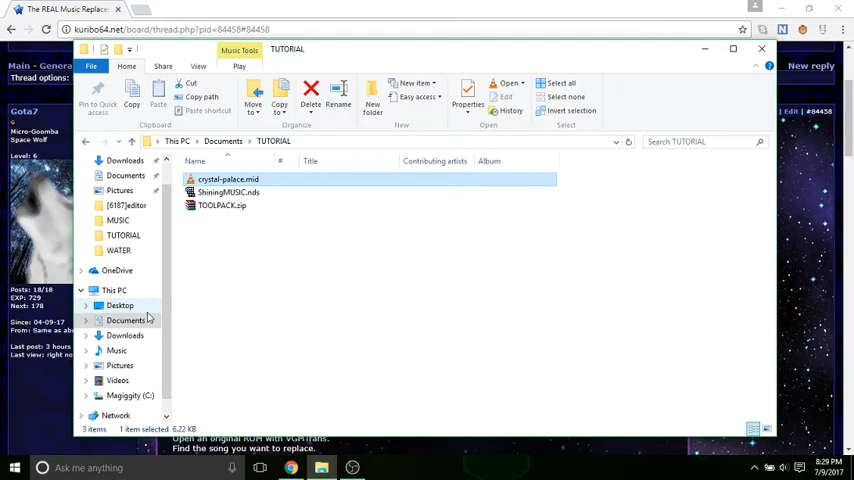 The REAL Music Replace
kuribo64.net/board/thread.php?pid=84458#84458
Main - Genera
New reply
Thread options:
Music Tools
TUTORIAL
File
Home
Share
View
Play
Pin to Quick
Access
Copy
Paste
Cut
Copy path
Paste shortcut
Clipboard
Move
to
Copy
to
Delete
Rename
Organize
New
folder
New item
Easy access
New
Properties
Open
Edit
History
Open
Select all
Select none
Invert selection
Select
This PC
Documents
TUTORIAL
Search TUTORIAL
Name
#
Title
Contributing artists
Album
crystal-palace.mid
ShiningMUSIC.nds
TOOLPACK.zip
Downloads
Documents
Pictures
[6187]editor
MUSIC
TUTORIAL
WATER
OneDrive
This PC
Desktop
Documents
Downloads
Music
Pictures
Videos
Magiggity (C:)
Network
3 items
1 item selected 6.22 KB
Gota7
Micro-Goomba
Space Wolf
Level: 6
Posts: 18/18
EXP: 729
Next: 178
Since: 04-09-17
From: Same as abo
Last post: 3 hours
Last view: right no
| Edit | #84458
Open an original ROM with VGMTrans.
Find the song you want to replace.
Ask me anything
8:29 PM
7/9/2017